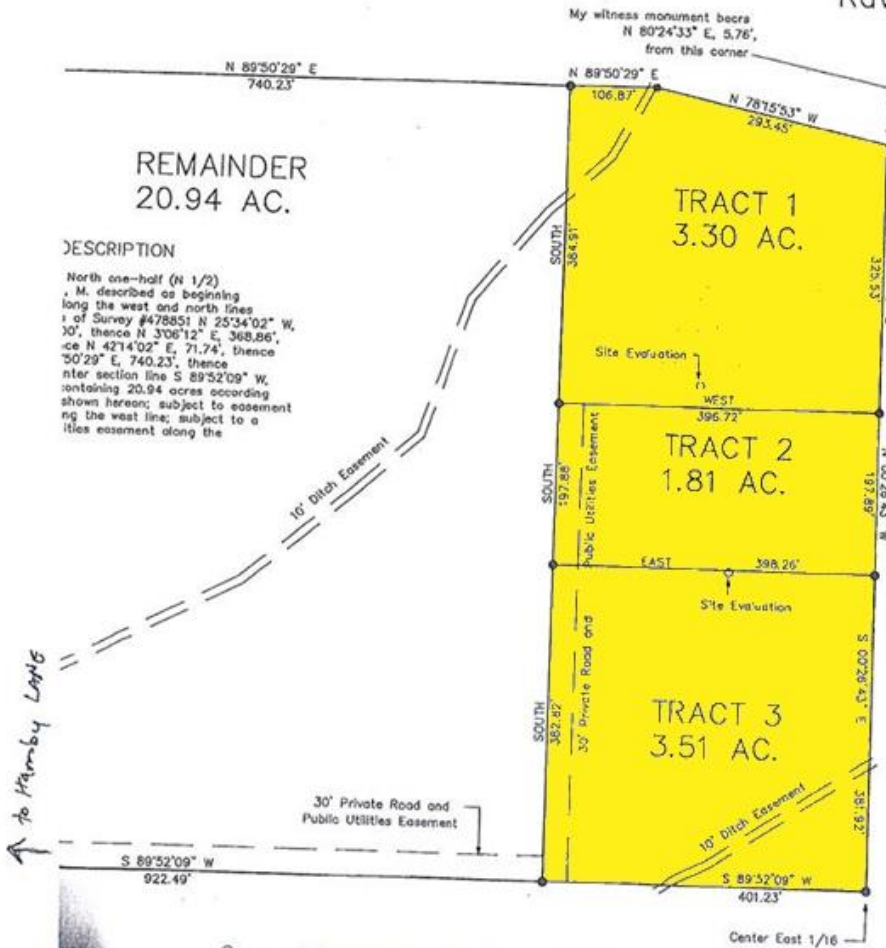 My witness monument bears
N 80°24'33" E, 5.76',
from this corner
N 89°50'29" E
740.23'
N 89°50'29" E
106.87'
N 78°15'53" W
293.45'
REMAINDER
20.94 AC.
TRACT 1
3.30 AC.
SOUTH
384.91'
325.53'
DESCRIPTION
North one-half (N 1/2)
, M. described as beginning
long the west and north lines
of Survey #478851 N 25°34'02" W,
00', thence N 3°06'12" E, 368.86',
ce N 42°14'02" E, 71.74', thence
°50'29" E, 740.23', thence
nter section line S 89°52'09" W,
containing 20.94 acres according
shown hereon; subject to easement
ng the west line; subject to a
lities easement along the
Site Evaluation
WEST
396.72'
TRACT 2
1.81 AC.
SOUTH
197.88'
Public Utilities Easement
197.89'
10' Ditch Easement
EAST
398.26'
Site Evaluation
S 00°26'43" E
381.92'
TRACT 3
3.51 AC.
SOUTH
382.82'
30' Private Road and
10' Ditch Easement
to Hamby LANE
30' Private Road and
Public Utilities Easement
S 89°52'09" W
922.49'
S 89°52'09" W
401.23'
Center East 1/16